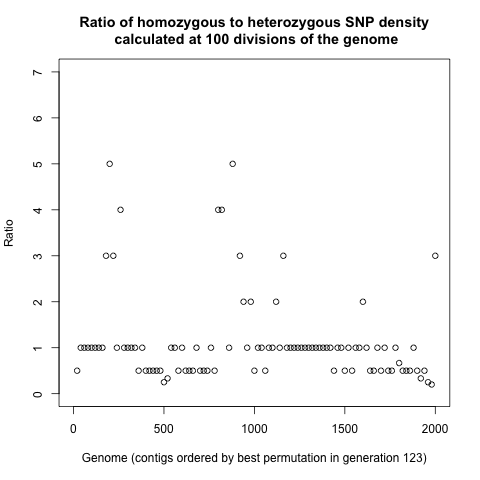 Ratio of homozygous to heterozygous SNP density
calculated at 100 divisions of the genome
Ratio
7
6
5
4
3
2
1
0
0 500 1000 1500 2000
Genome (contigs ordered by best permutation in generation 123)